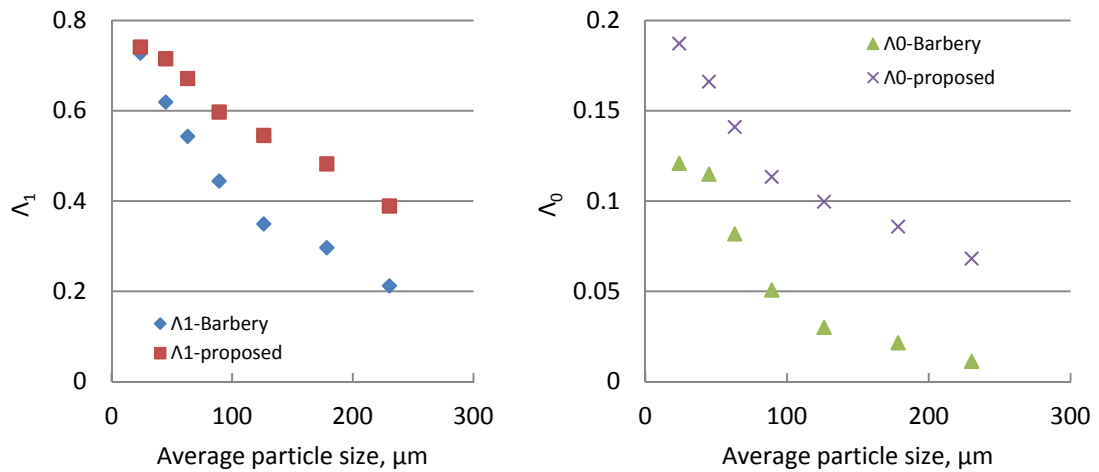 0.8
0.6
0.4
0.2
0
Λ1
Λ1-Barbery
Λ1-proposed
0 100 200 300
Average particle size, μm
0.2
0.15
0.1
0.05
0
Λ0
Λ0-Barbery
Λ0-proposed
0 100 200 300
Average particle size, μm